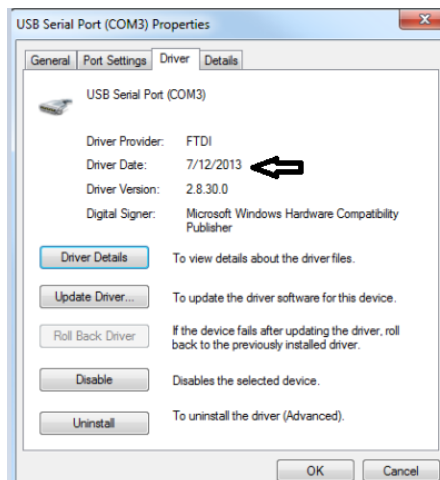 USB Serial Port (COM3) Properties
General Port Settings Driver Details
USB Serial Port (COM3)
Driver Provider: FTDI
Driver Date: 7/12/2013
Driver Version: 2.8.30.0
Digital Signer: Microsoft Windows Hardware Compatibility
Publisher
Driver Details To view details about the driver files.
Update Driver... To update the driver software for this device.
Roll Back Driver If the device fails after updating the driver, roll
back to the previously installed driver.
Disable Disables the selected device.
Uninstall To uninstall the driver (Advanced).
OK Cancel